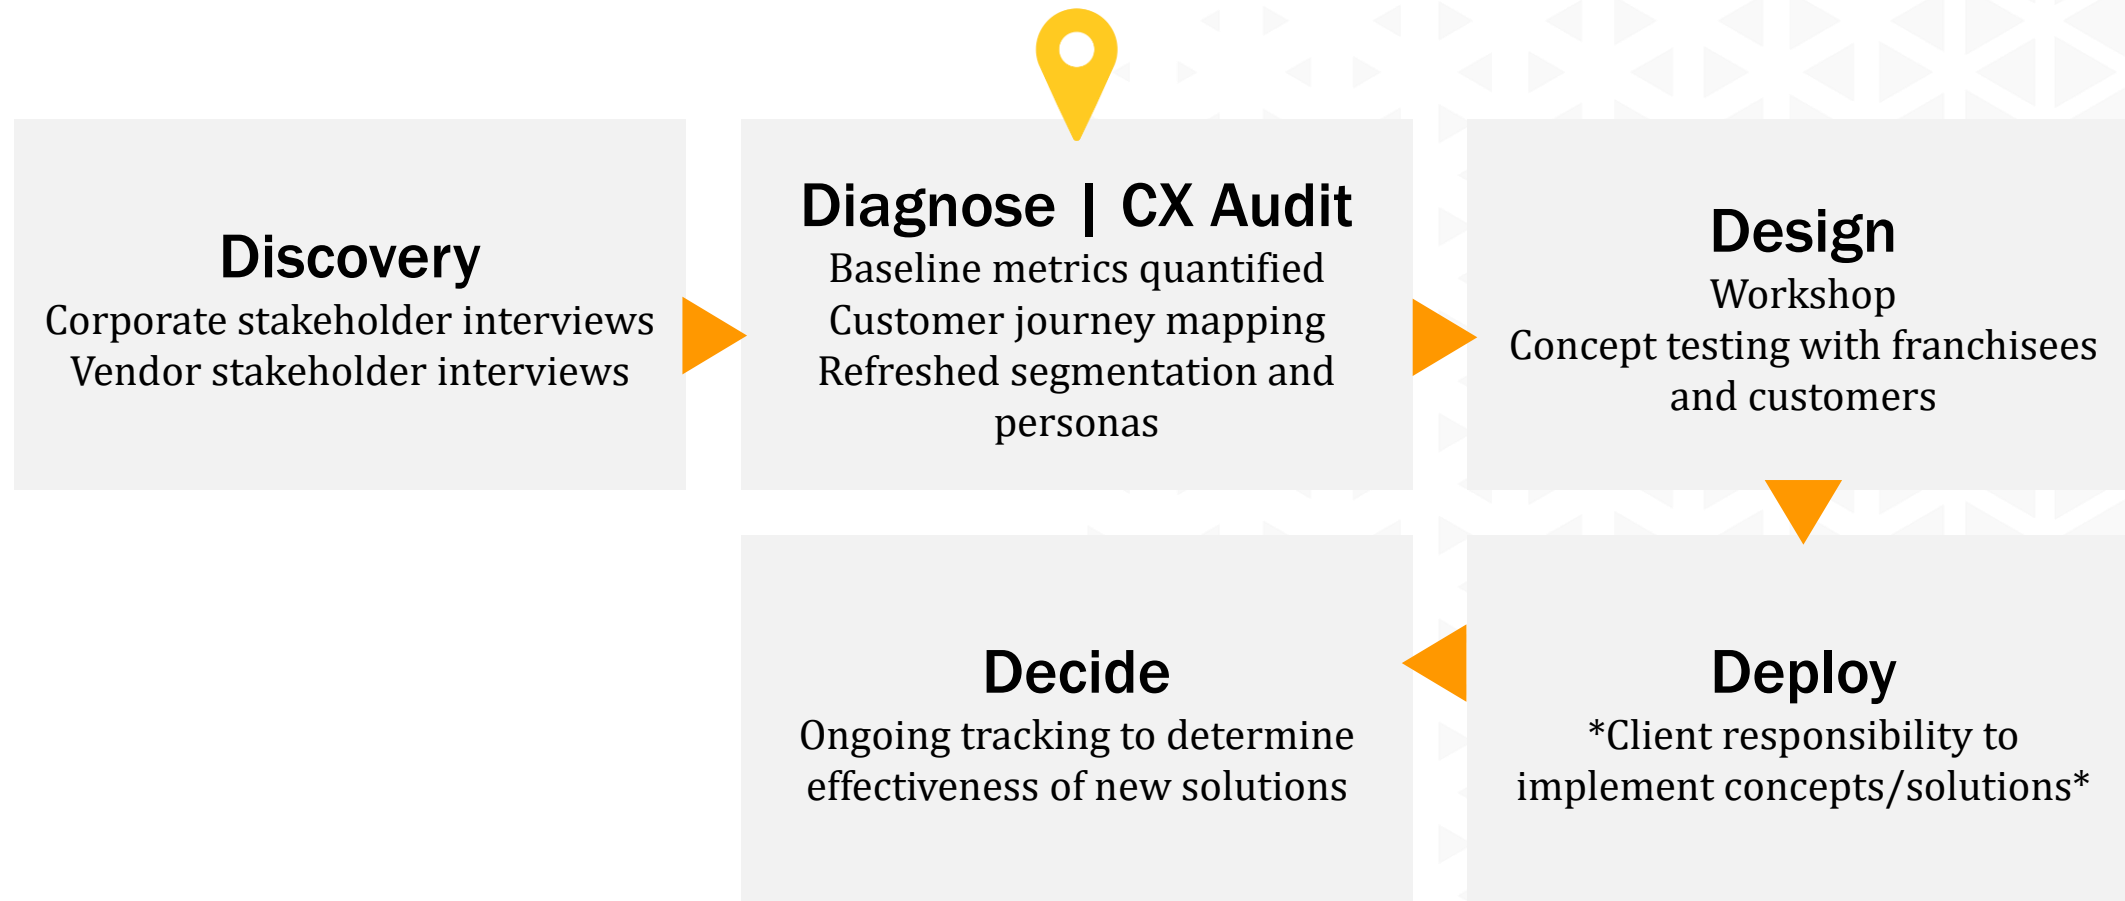 Discovery
Corporate stakeholder interviews
Vendor stakeholder interviews
Diagnose | CX Audit
Baseline metrics quantified
Customer journey mapping
Refreshed segmentation and
personas
Design
Workshop
Concept testing with franchisees
and customers
Deploy
*Client responsibility to
implement concepts/solutions*
Decide
Ongoing tracking to determine
effectiveness of new solutions